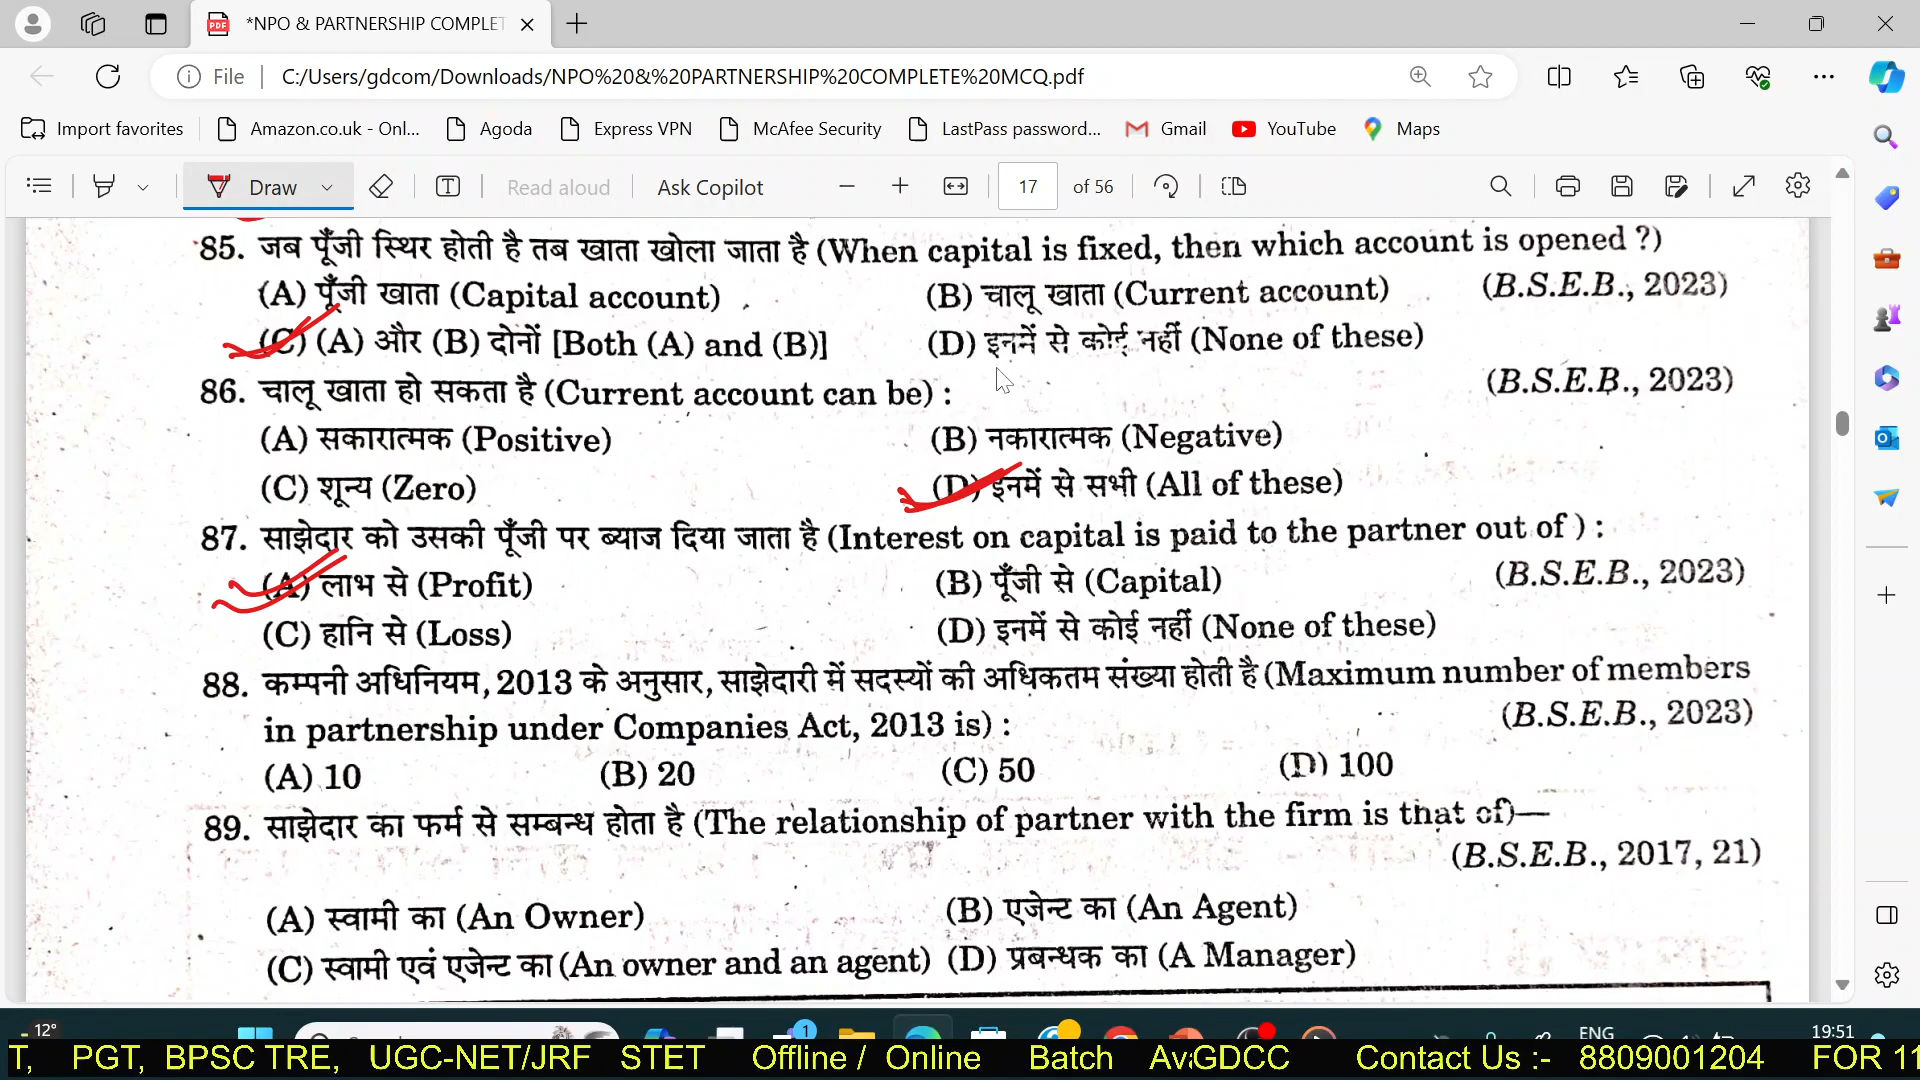 *NPO & PARTNERSHIP COMPLET
File
C:/Users/gdcom/Downloads/NPO%20&%20PARTNERSHIP%20COMPLETE%20MCQ.pdf
Import favorites Amazon.co.uk - Onl... Agoda Express VPN McAfee Security LastPass password... Gmail YouTube Maps
Draw Read aloud Ask Copilot 17 of 56
85. जब पूँजी स्थिर होती है तब खाता खोला जाता है (When capital is fixed, then which account is opened ?)
(A) पूँजी खाता (Capital account) (B) चालू खाता (Current account) (B.S.E.B., 2023)
(C) (A) और (B) दोनों [Both (A) and (B)] (D) इनमें से कोई नहीं (None of these)
86. चालू खाता हो सकता है (Current account can be) : (B.S.E.B., 2023)
(A) सकारात्मक (Positive) (B) नकारात्मक (Negative)
(C) शून्य (Zero) (D) इनमें से सभी (All of these)
87. साझेदार को उसकी पूँजी पर ब्याज दिया जाता है (Interest on capital is paid to the partner out of ) :
(A) लाभ से (Profit) (B) पूँजी से (Capital) (B.S.E.B., 2023)
(C) हानि से (Loss) (D) इनमें से कोई नहीं (None of these)
88. कम्पनी अधिनियम, 2013 के अनुसार, साझेदारी में सदस्यों की अधिकतम संख्या होती है (Maximum number of members
in partnership under Companies Act, 2013 is) : (B.S.E.B., 2023)
(A) 10 (B) 20 (C) 50 (D) 100
89. साझेदार का फर्म से सम्बन्ध होता है (The relationship of partner with the firm is that of)—
(B.S.E.B., 2017, 21)
(A) स्वामी का (An Owner) (B) एजेन्ट का (An Agent)
(C) स्वामी एवं एजेन्ट का (An owner and an agent) (D) प्रबन्धक का (A Manager)
12° 1 ENG 19:51
T, PGT, BPSC TRE, UGC-NET/JRF STET Offline / Online Batch GDCC Contact Us :- 8809001204 FOR 11